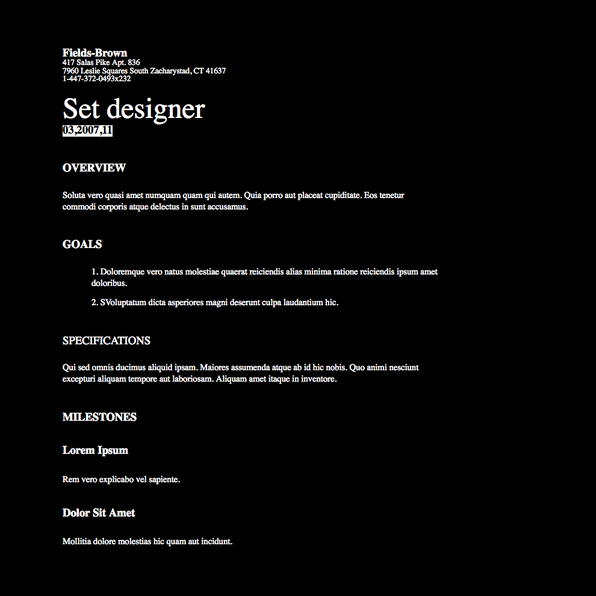 Fields-Brown
417 Salas Pike Apt. 836
7960 Leslie Squares South Zacharystad, CT 41637
1-447-372-0493x232
Set designer
03,2007,11
OVERVIEW
Soluta vero quasi amet numquam quam qui autem. Quia porro aut placeat cupiditate. Eos tenetur
commodi corporis atque delectus in sunt accusamus.
GOALS
1. Doloremque vero natus molestiae quaerat reiciendis alias minima ratione reiciendis ipsum amet
doloribus.
2. SVoluptatum dicta asperiores magni deserunt culpa laudantium hic.
SPECIFICATIONS
Qui sed omnis ducimus aliquid ipsam. Maiores assumenda atque ab id hic nobis. Quo animi nesciunt
excepturi aliquam tempore aut laboriosam. Aliquam amet itaque in inventore.
MILESTONES
Lorem Ipsum
Rem vero explicabo vel sapiente.
Dolor Sit Amet
Mollitia dolore molestias hic quam aut incidunt.